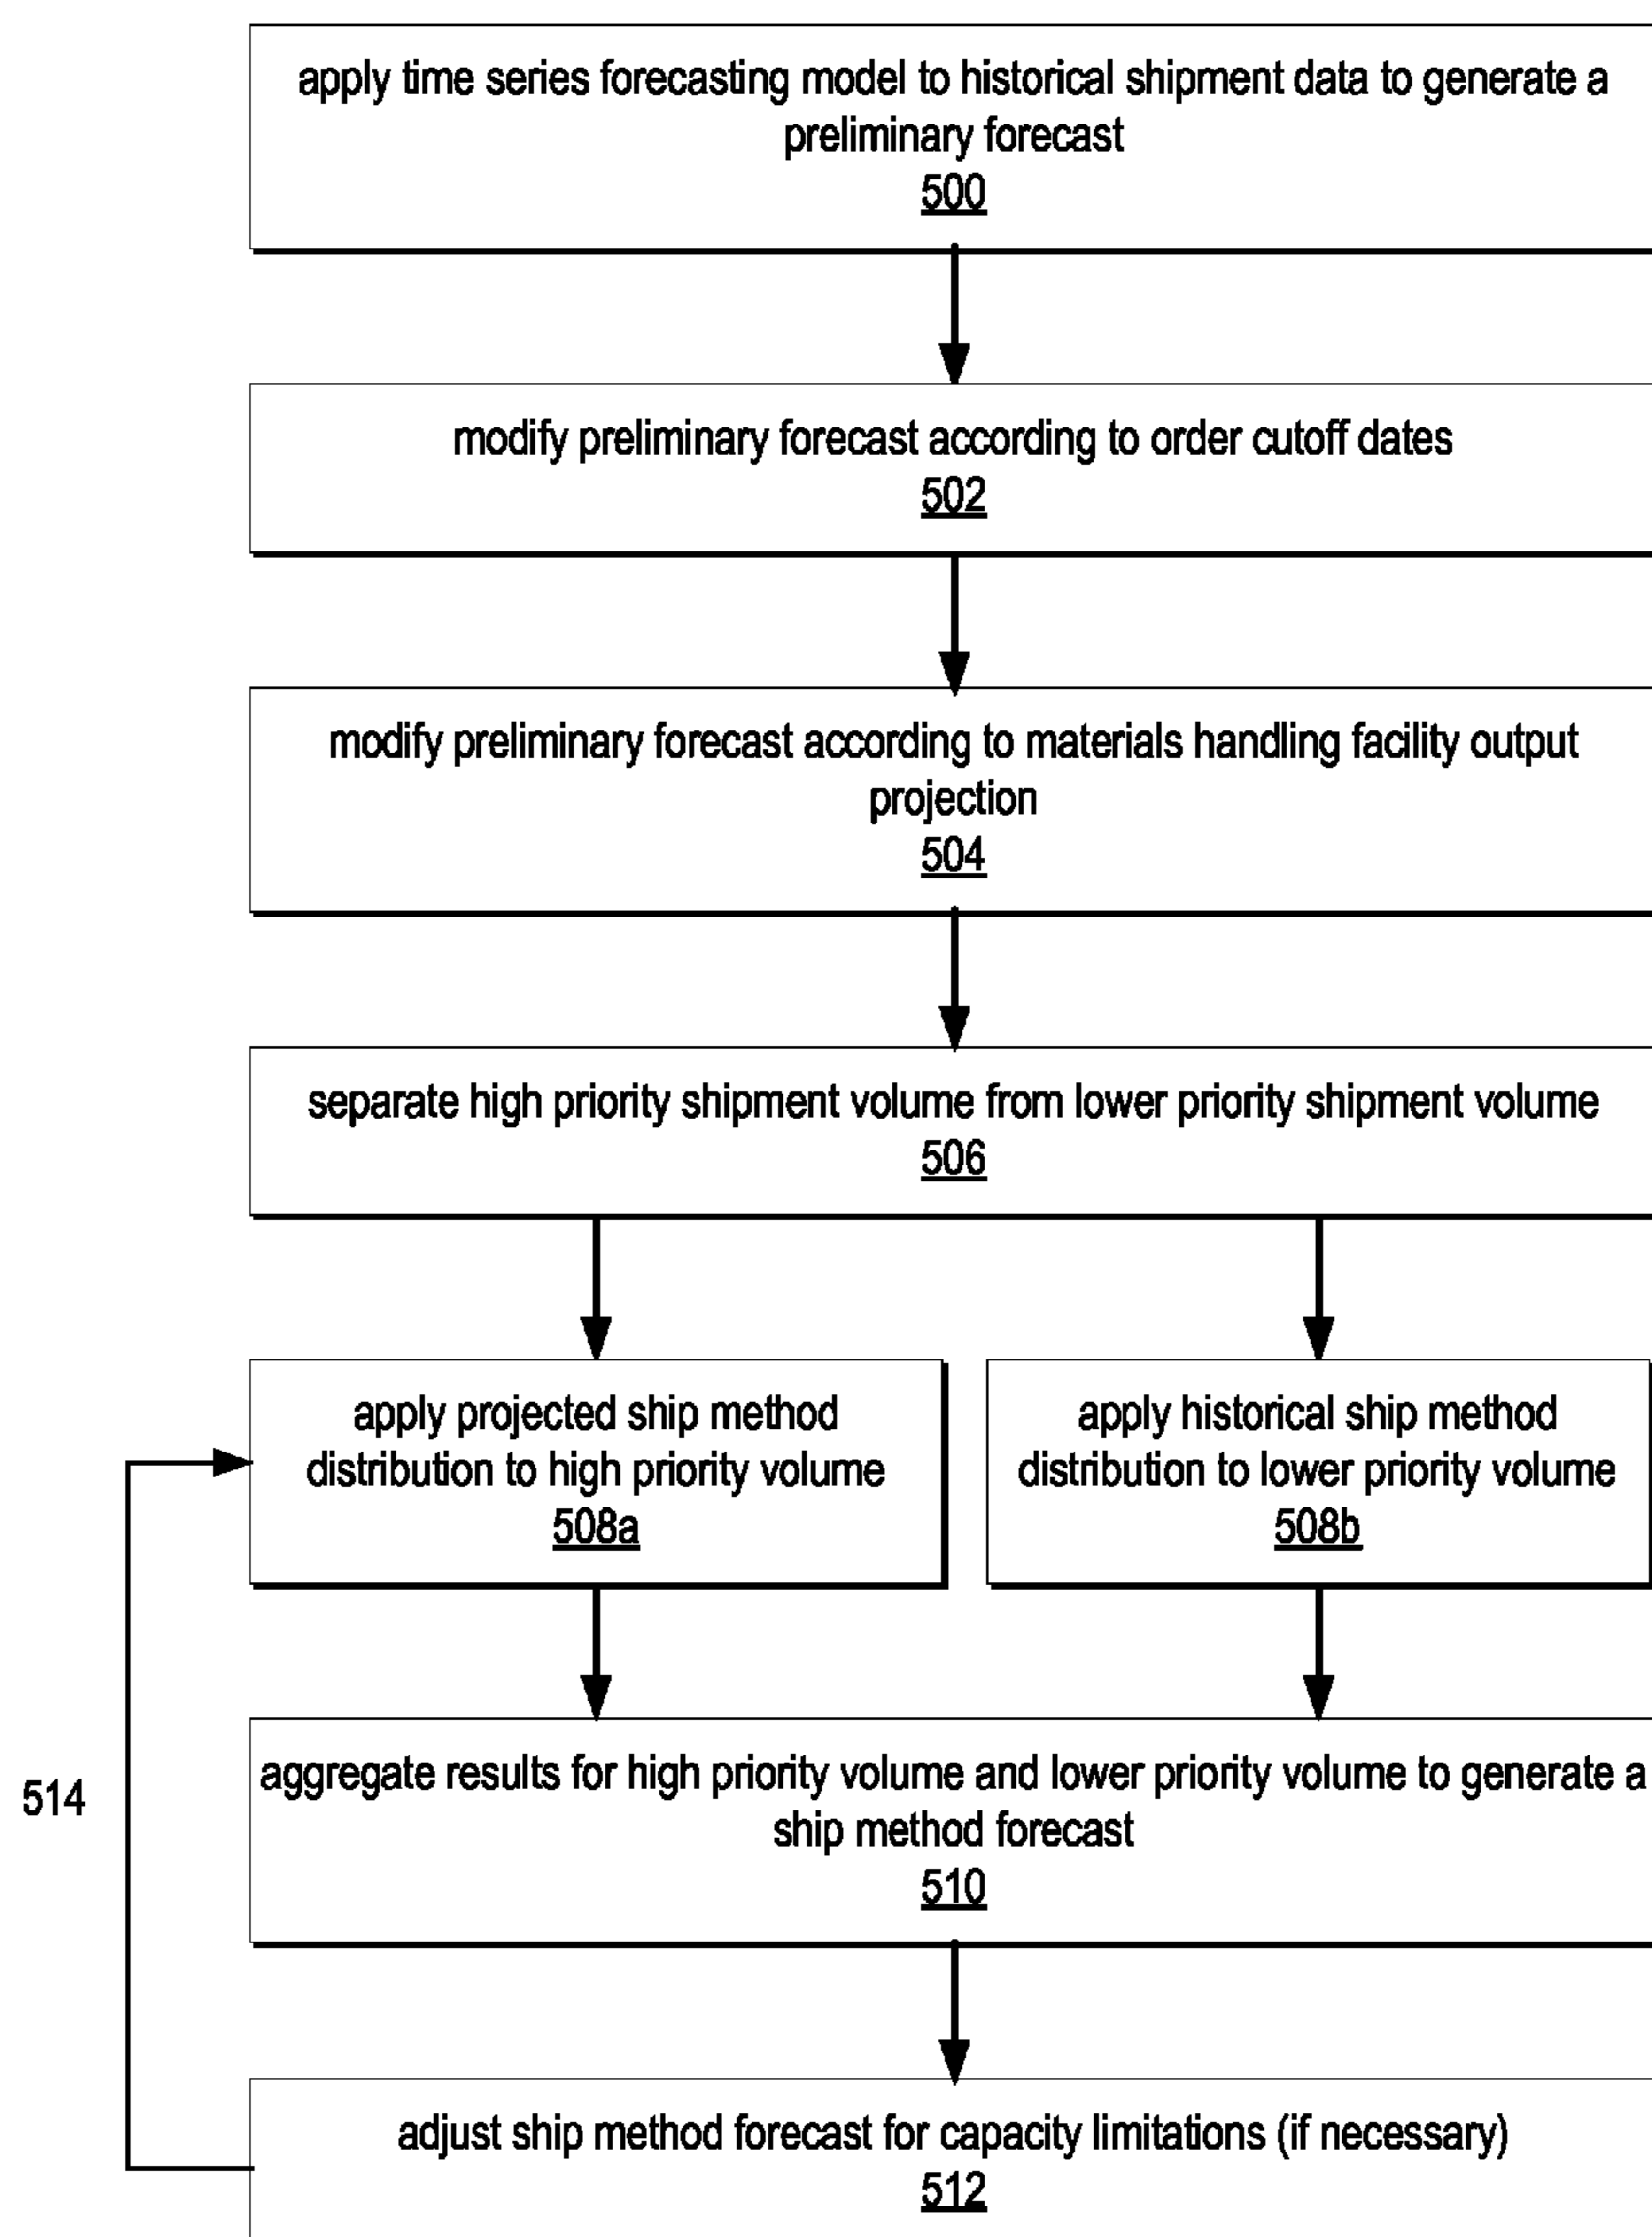 apply time series forecasting model to historical shipment data to generate a
preliminary forecast
500
modify preliminary forecast according to order cutoff dates
502
modify preliminary forecast according to materials handling facility output
projection
504
separate high priority shipment volume from lower priority shipment volume
506
apply projected ship method
distribution to high priority volume
508a
apply historical ship method
distribution to lower priority volume
508b
aggregate results for high priority volume and lower priority volume to generate a
ship method forecast
510
514
adjust ship method forecast for capacity limitations (if necessary)
512